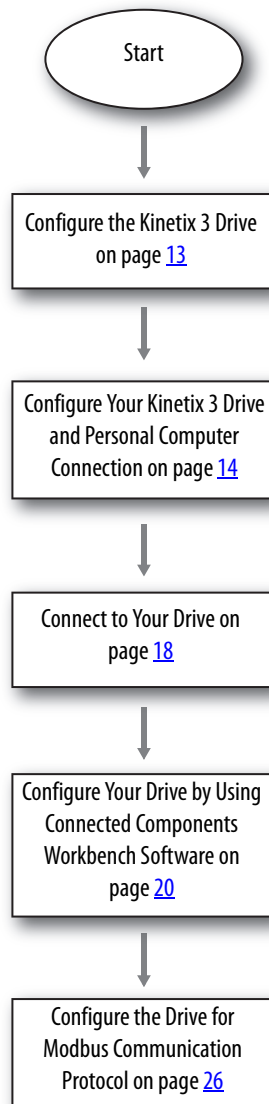 Start
Configure the Kinetix 3 Drive
on page 13
Configure Your Kinetix 3 Drive
and Personal Computer
Connection on page 14
Connect to Your Drive on
page 18
Configure Your Drive by Using
Connected Components
Workbench Software on
page 20
Configure the Drive for
Modbus Communication
Protocol on page 26